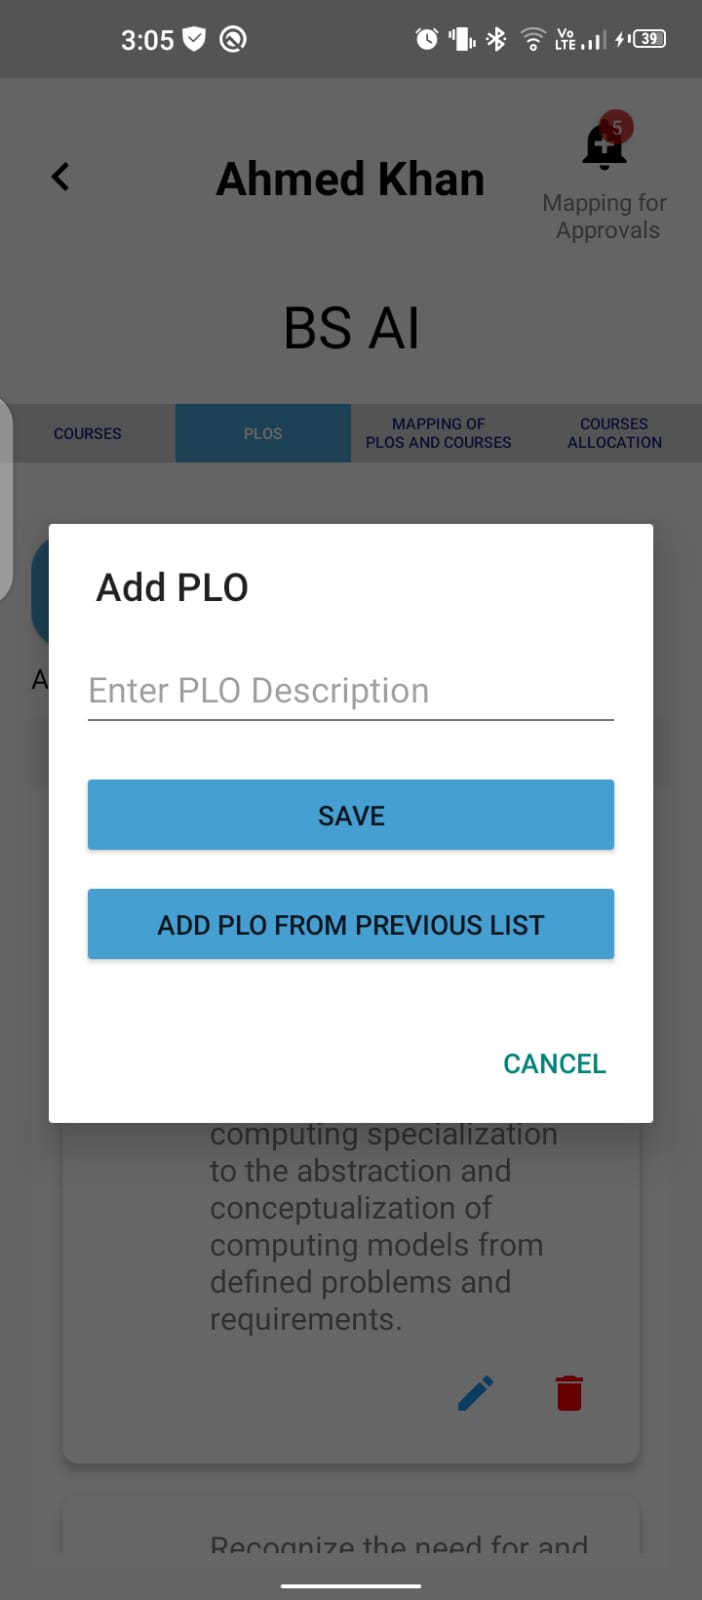 3:05
Vo
LTE
39
5
Ahmed Khan
Mapping for
Approvals
BS AI
COURSES
PLOS
MAPPING OF
PLOS AND COURSES
COURSES
ALLOCATION
Add PLO
A
Enter PLO Description
SAVE
ADD PLO FROM PREVIOUS LIST
CANCEL
computing specialization
to the abstraction and
conceptualization of
computing models from
defined problems and
requirements.
Recognize the need for and